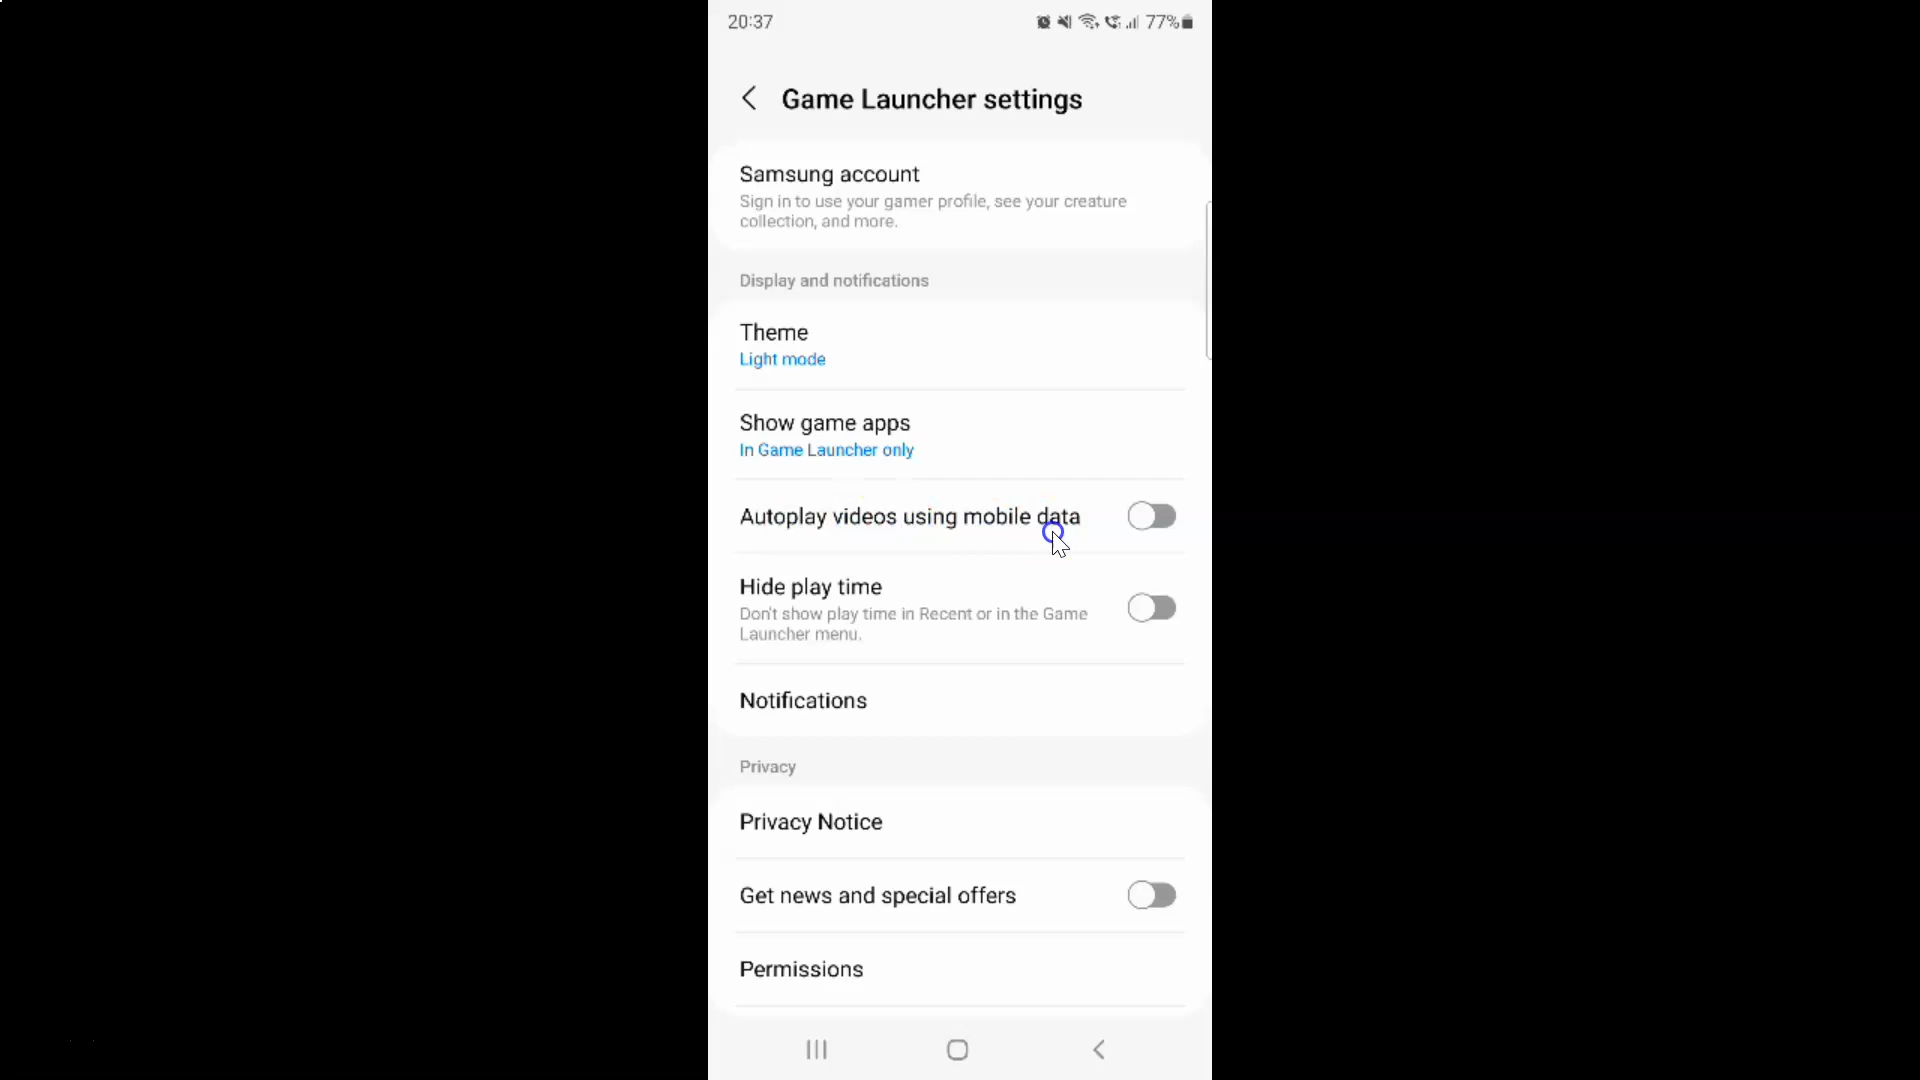 20:37
77%
Game Launcher settings
Samsung account
Sign in to use your gamer profile, see your creature
collection, and more.
Display and notifications
Theme
Light mode
Show game apps
In Game Launcher only
Autoplay videos using mobile data
Hide play time
Don't show play time in Recent or in the Game
Launcher menu.
Notifications
Privacy
Privacy Notice
Get news and special offers
Permissions